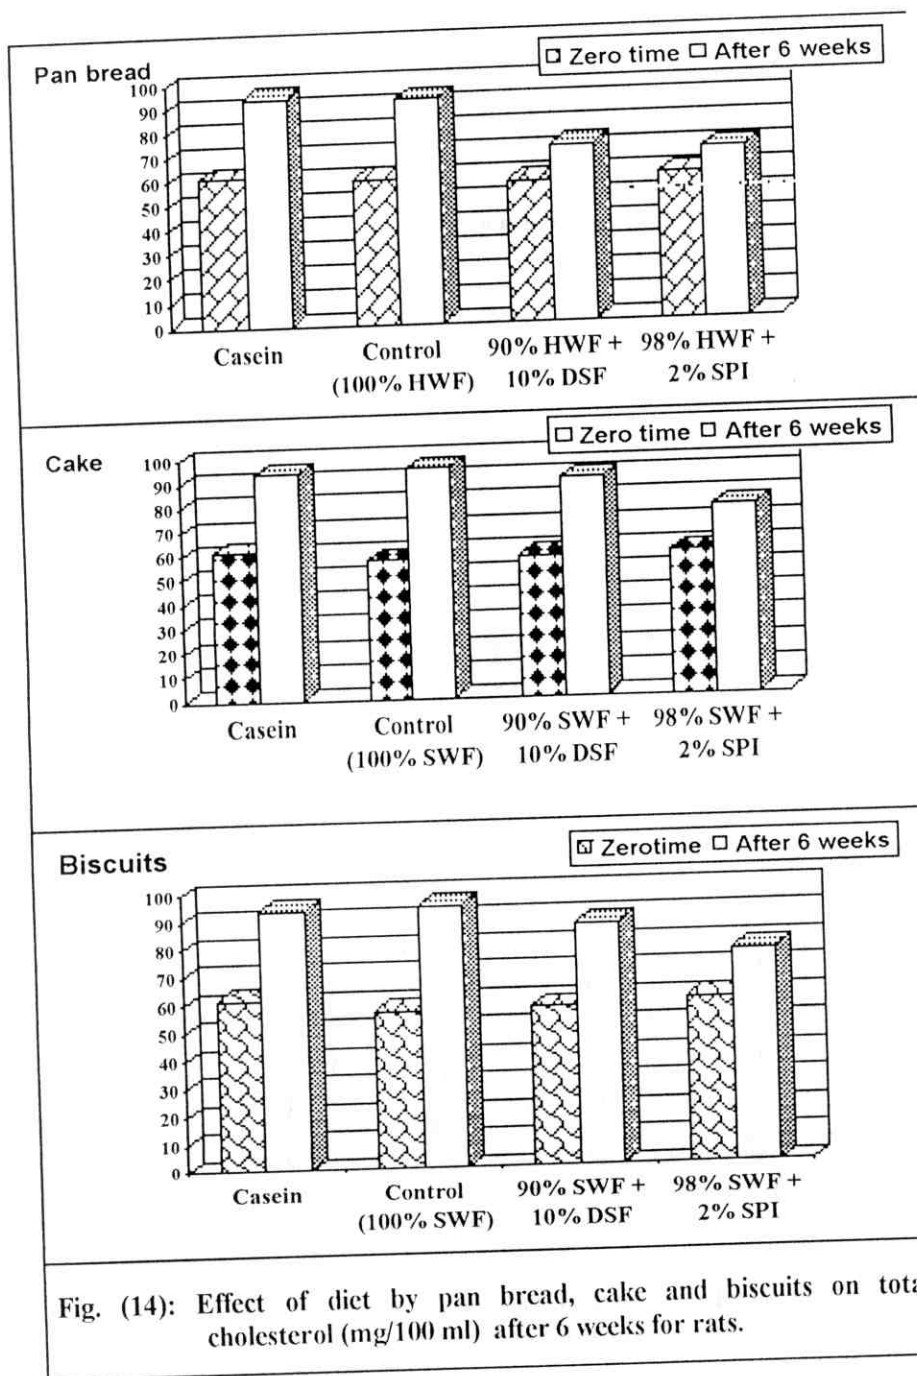 Pan bread
Zero time After 6 weeks
100
90
80
70
60
50
40
30
20
10
0
Casein
Control
(100% HWF)
90% HWF +
10% DSF
98% HWF +
2% SPI
Cake
Zero time After 6 weeks
100
90
80
70
60
50
40
30
20
10
0
Casein
Control
(100% SWF)
90% SWF +
10% DSF
98% SWF +
2% SPI
Biscuits
Zerotime After 6 weeks
100
90
80
70
60
50
40
30
20
10
0
Casein
Control
(100% SWF)
90% SWF +
10% DSF
98% SWF +
2% SPI
Fig. (14): Effect of diet by pan bread, cake and biscuits on tota
cholesterol (mg/100 ml) after 6 weeks for rats.